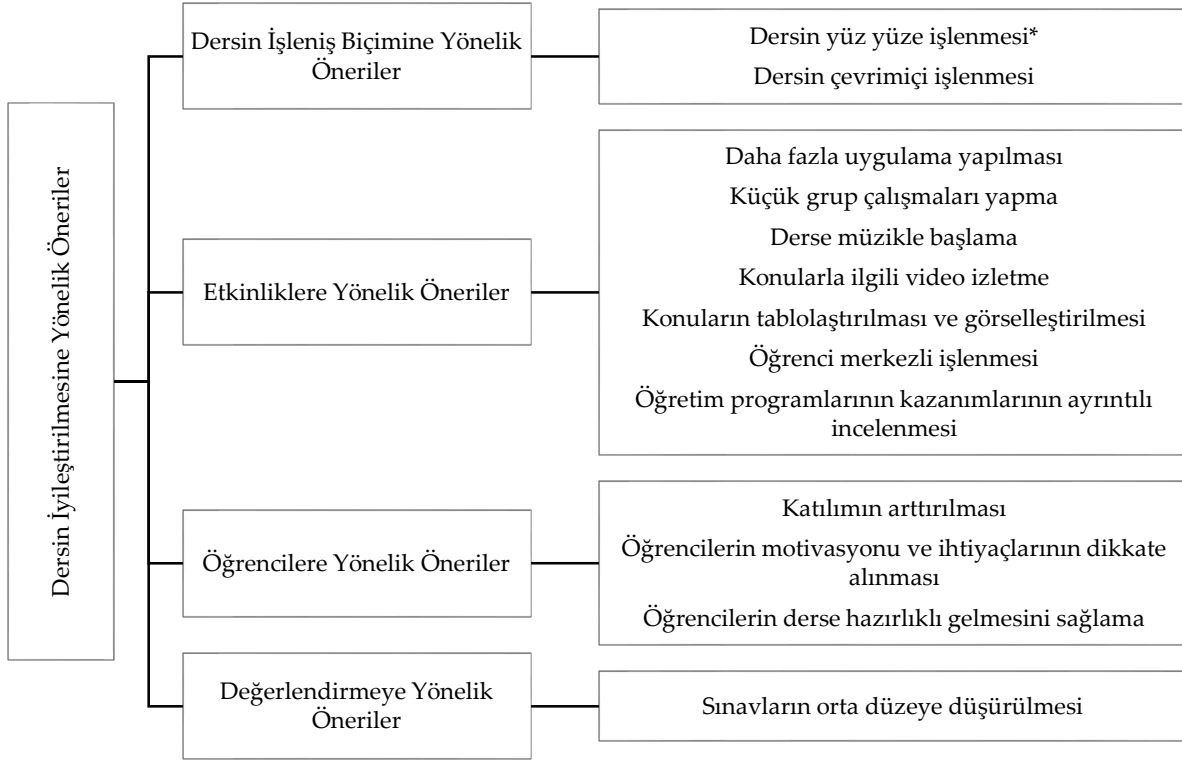 Dersin İyileştirilmesine Yönelik Öneriler
Dersin İşleniş Biçimine Yönelik
Öneriler
Dersin yüz yüze işlenmesi*
Dersin çevrimiçi işlenmesi
Etkinliklere Yönelik Öneriler
Daha fazla uygulama yapılması
Küçük grup çalışmaları yapma
Derse müzikle başlama
Konularla ilgili video izletme
Konuların tablolaştırılması ve görselleştirilmesi
Öğrenci merkezli işlenmesi
Öğretim programlarının kazanımlarının ayrıntılı
incelenmesi
Öğrencilere Yönelik Öneriler
Katılımın arttırılması
Öğrencilerin motivasyonu ve ihtiyaçlarının dikkate
alınması
Öğrencilerin derse hazırlıklı gelmesini sağlama
Değerlendirmeye Yönelik
Öneriler
Sınavların orta düzeye düşürülmesi